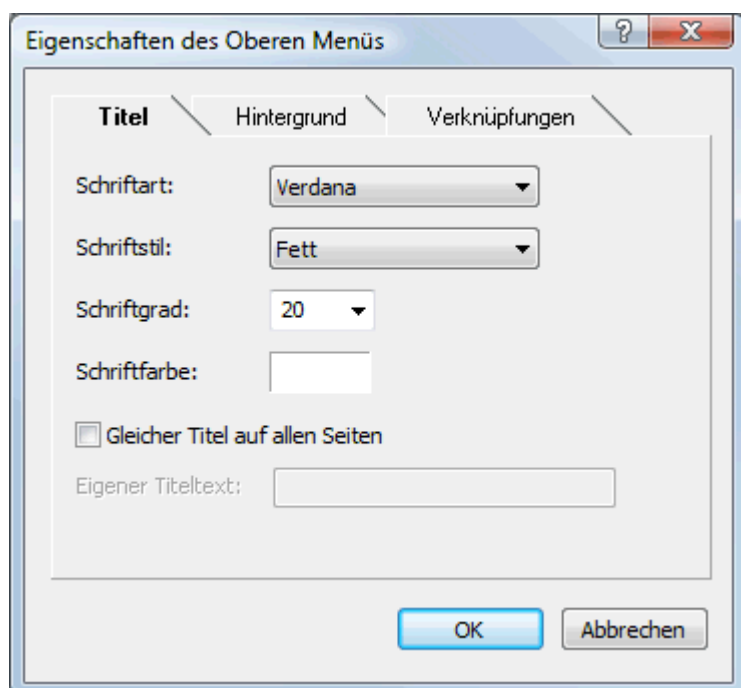 Eigenschaften des Oberen Menüs
Titel Hintergrund Verknüpfungen
Schriftart: Verdana
Schriftstil: Fett
Schriftgrad: 20
Schriftfarbe:
Gleicher Titel auf allen Seiten
Eigener Titeltext:
OK Abbrechen